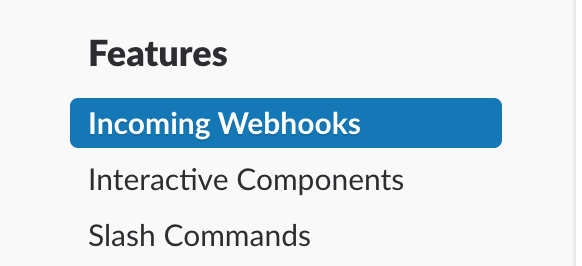 Features
Incoming Webhooks
Interactive Components
Slash Commands